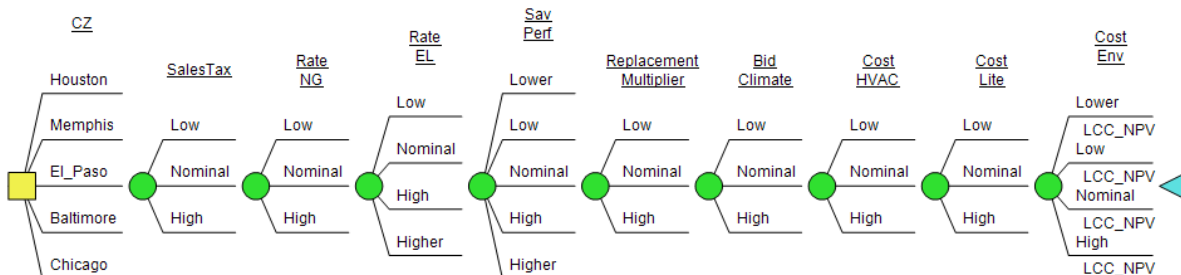 CZ
Houston
Memphis
El_Paso
Baltimore
Chicago
SalesTax
Low
Nominal
High
Rate
NG
Low
Nominal
High
Rate
EL
Low
Nominal
High
Higher
Sav
Perf
Lower
Low
Nominal
High
Higher
Replacement
Multiplier
Low
Nominal
High
Bid
Climate
Low
Nominal
High
Cost
HVAC
Low
Nominal
High
Cost
Lite
Low
Nominal
High
Cost
Env
Lower
LCC_NPV
Low
LCC_NPV
Nominal
LCC_NPV
High
LCC_NPV